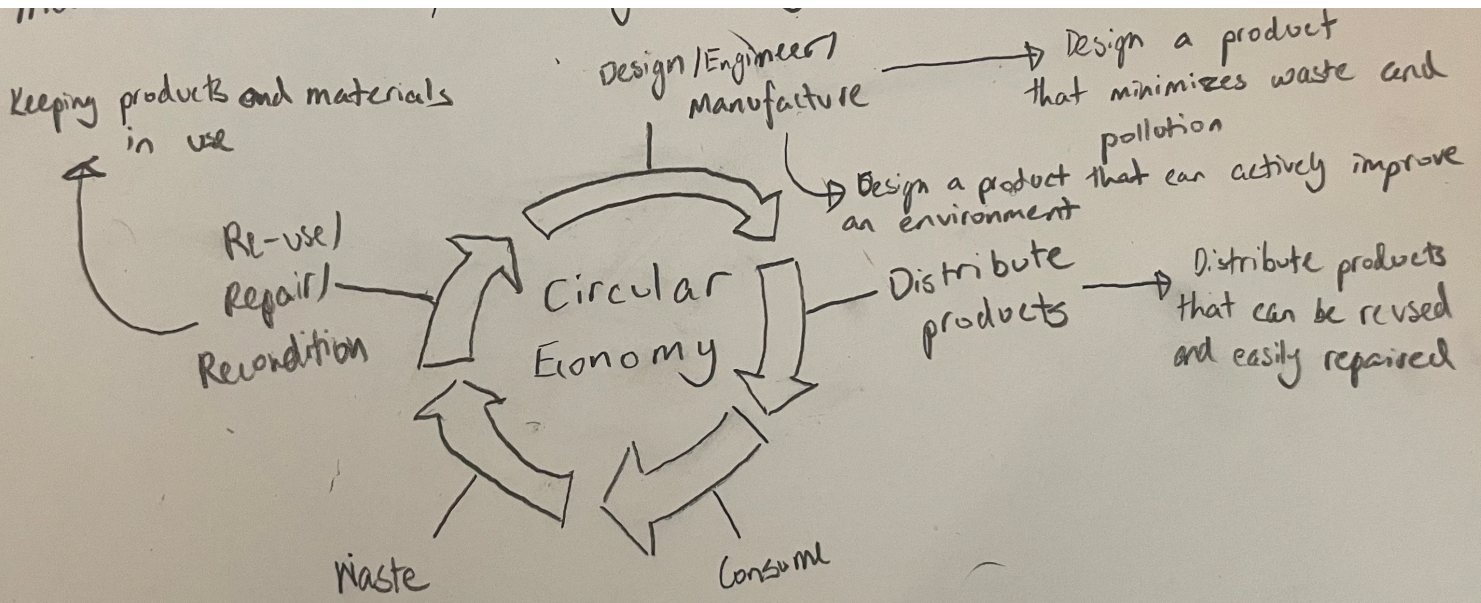 Keeping products and materials
in use
Design/Engineer/
Manufacture
Design a product
that minimizes waste and
pollution
Design a product that can actively improve
an environment
Re-use/
Repair/
Recondition
Circular
Economy
Distribute
products
Distribute products
that can be reused
and easily repaired
Waste
Consume